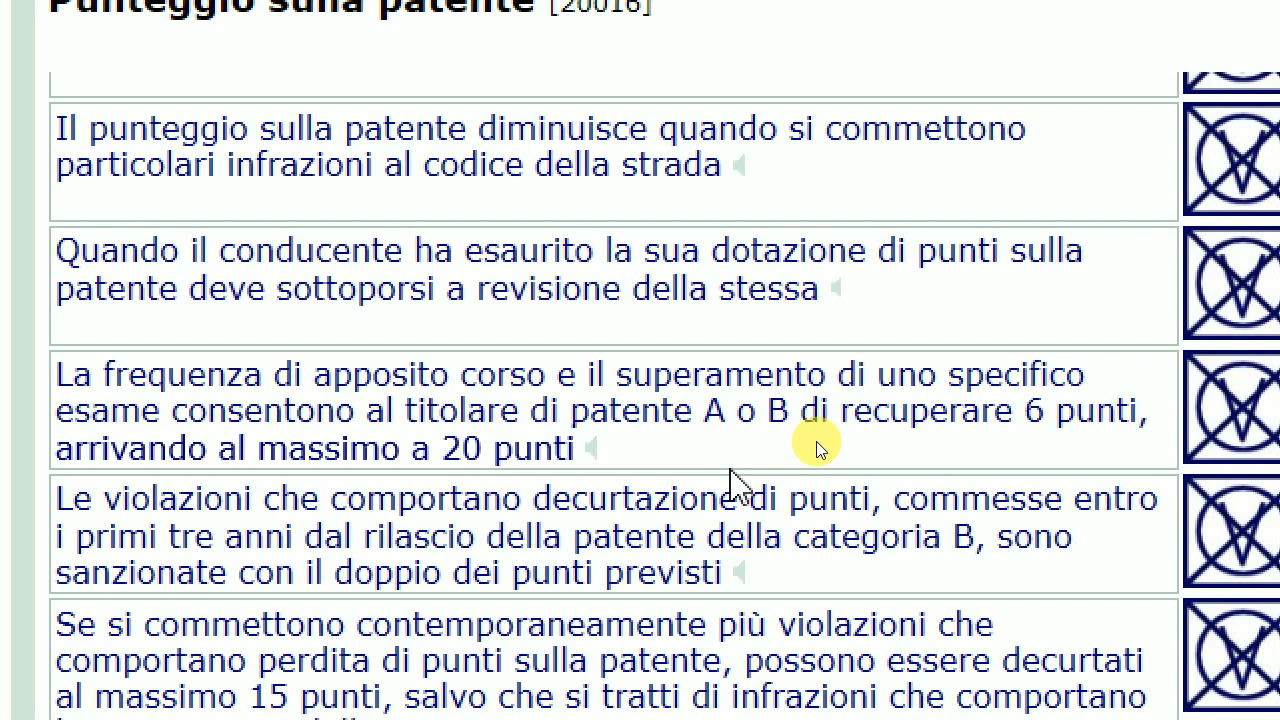 Punteggio sulla patente [20016]
Il punteggio sulla patente diminuisce quando si commettono
particolari infrazioni al codice della strada
Quando il conducente ha esaurito la sua dotazione di punti sulla
patente deve sottoporsi a revisione della stessa
La frequenza di apposito corso e il superamento di uno specifico
esame consentono al titolare di patente A o B di recuperare 6 punti,
arrivando al massimo a 20 punti
Le violazioni che comportano decurtazione di punti, commesse entro
i primi tre anni dal rilascio della patente della categoria B, sono
sanzionate con il doppio dei punti previsti
Se si commettono contemporaneamente più violazioni che
comportano perdita di punti sulla patente, possono essere decurtati
al massimo 15 punti, salvo che si tratti di infrazioni che comportano
V
V
V
V
V